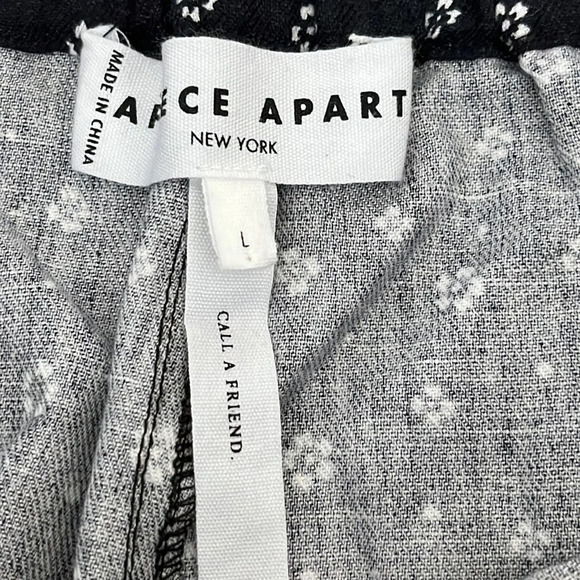 MADE IN CHINA
CE APART
NEW YORK
L
CALL A FRIEND.